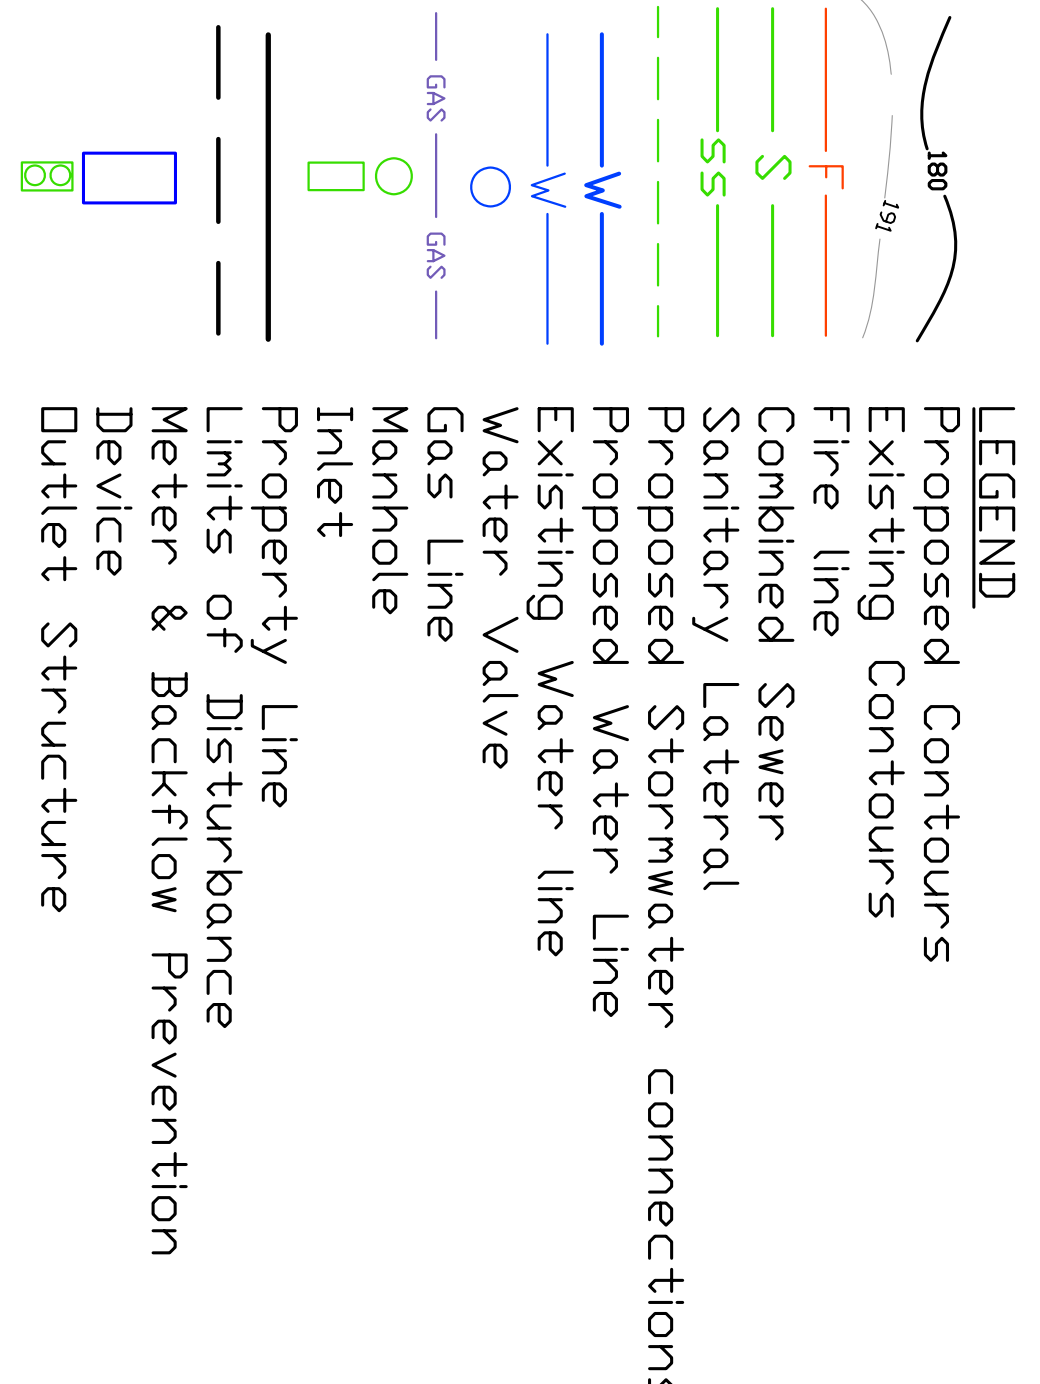 LEGEND
180 Proposed Contours
191 Existing Contours
F Fire line
S Combined Sewer
SS Sanitary Lateral
Proposed Stormwater connections
W Proposed Water Line
W Existing Water line
Water Valve
GAS GAS Gas Line
Manhole
Inlet
Property Line
Limits of Disturbance
Meter & Backflow Prevention
Device
Outlet Structure